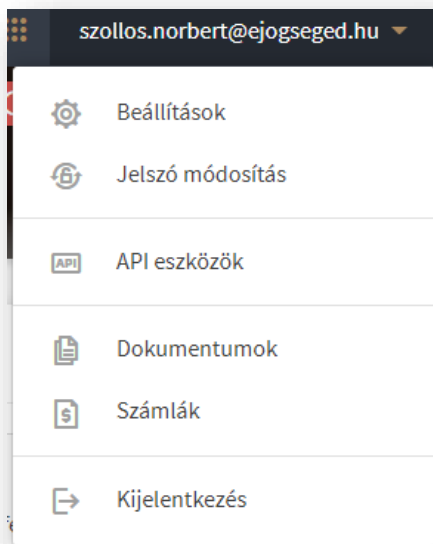 szollos.norbert@ejogseged.hu
Beállítások
Jelszó módosítás
API
API eszközök
Dokumentumok
Számlák
Kijelentkezés